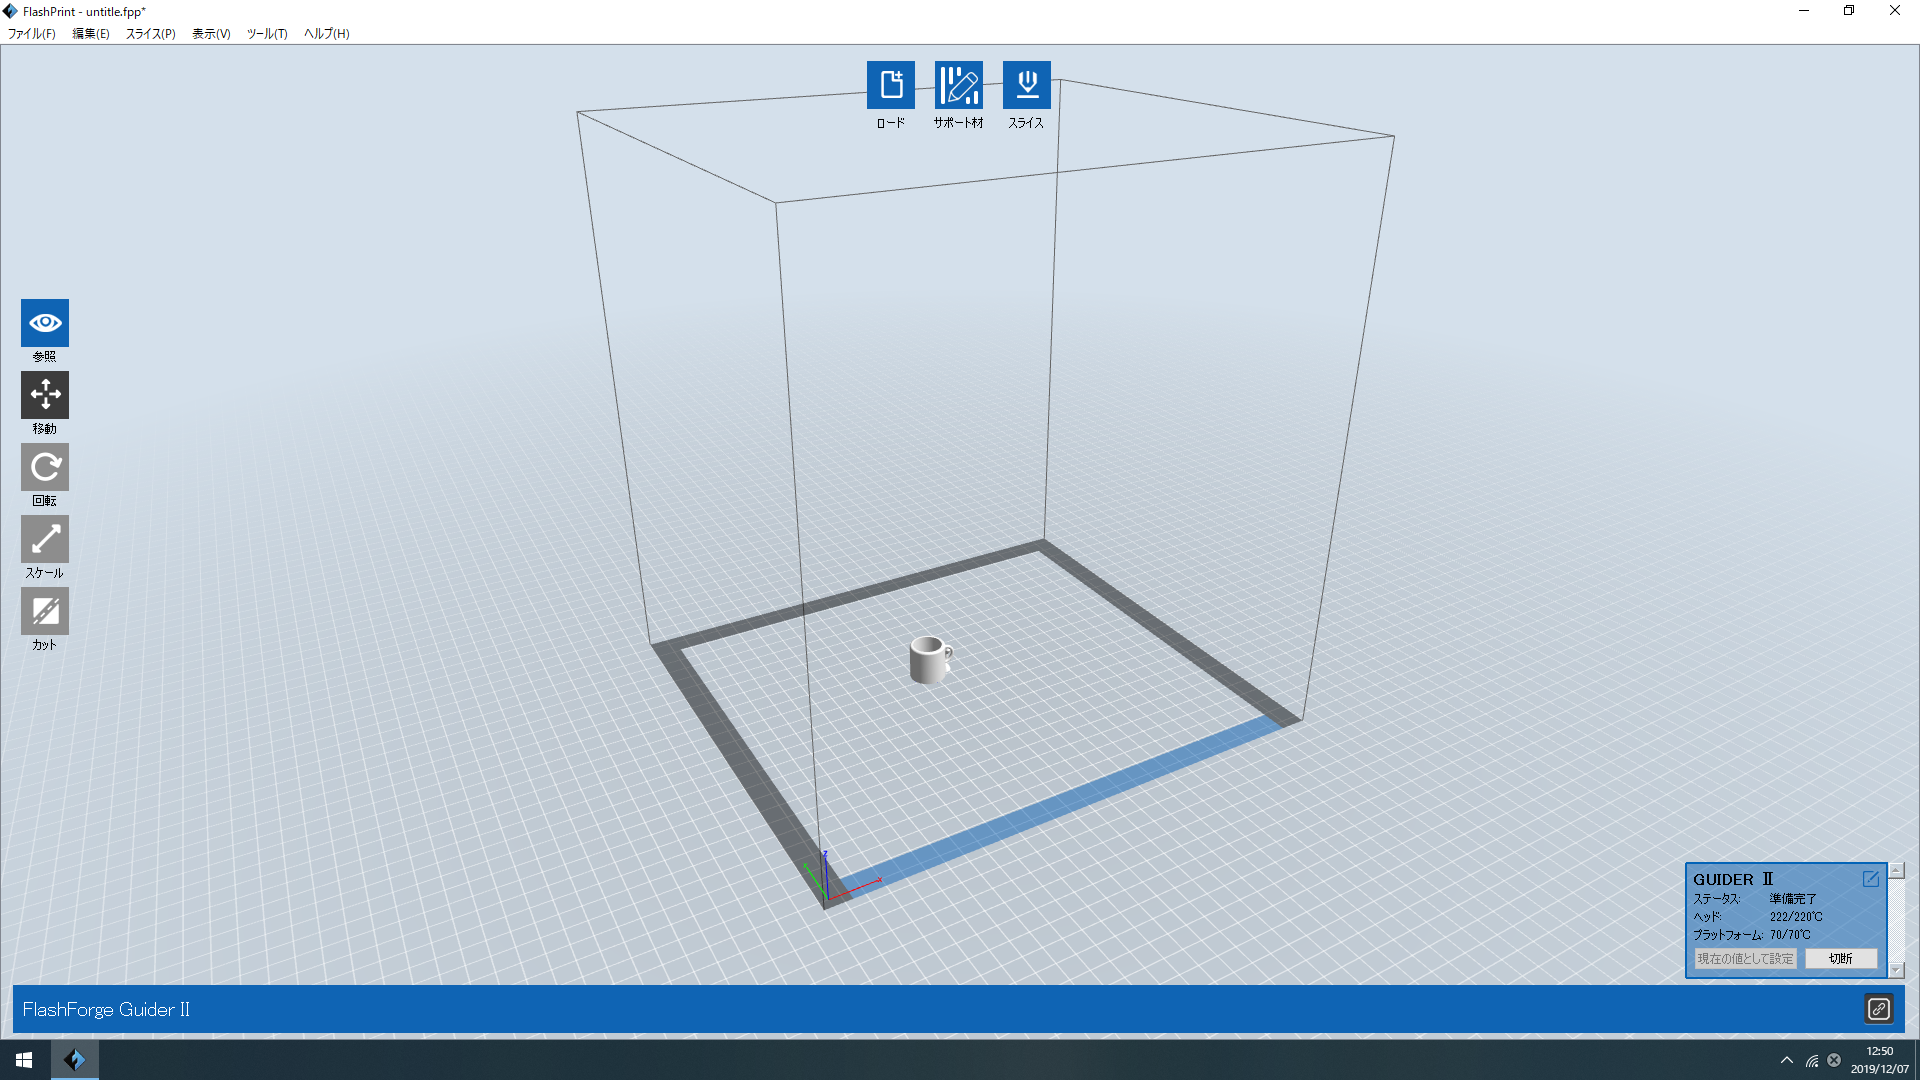 FlashPrint - untitle.fpp*
ファイル(F) 編集(E) スライス(P) 表示(V) ツール(T) ヘルプ(H)
ロード サポート材 スライス
参照
移動
回転
スケール
カット
z
x
GUIDER Ⅱ
ステータス: 準備完了
ヘッド: 222/220℃
プラットフォーム: 70/70℃
現在の値として設定 切断
FlashForge Guider II
12:50
2019/12/07